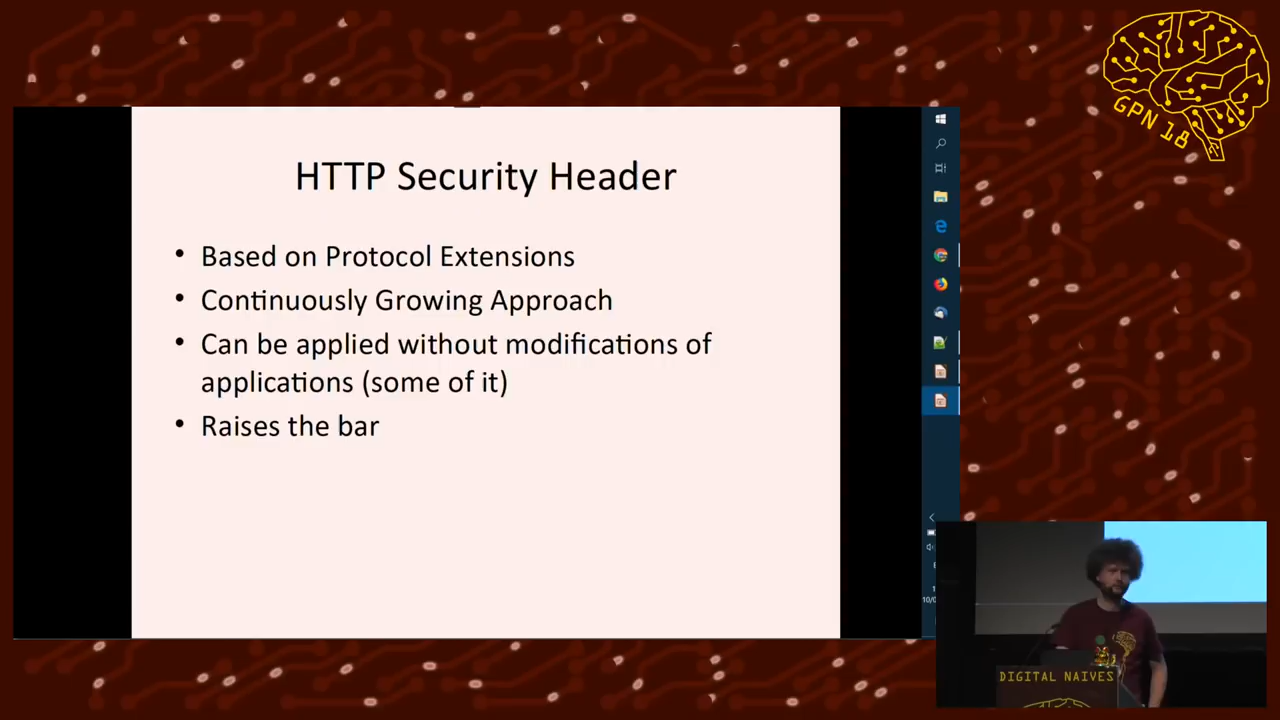 GPN 18
HTTP Security Header
• Based on Protocol Extensions
• Continuously Growing Approach
• Can be applied without modifications of
applications (some of it)
• Raises the bar
DIGITAL NAIVES